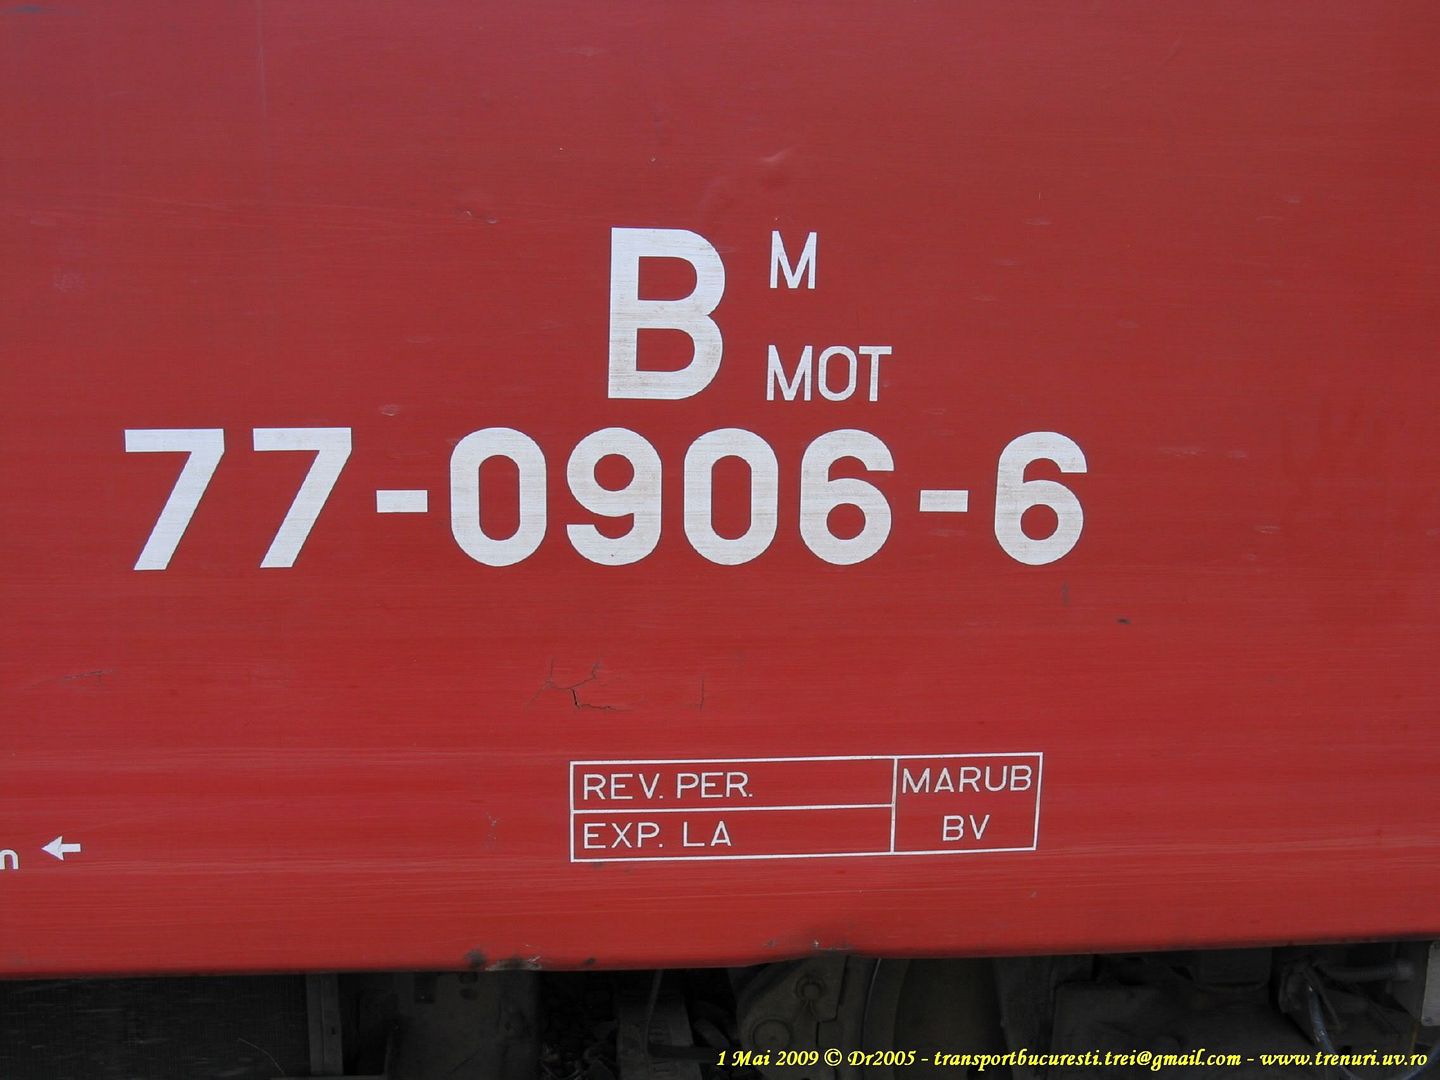 B M
MOT
77-0906-6
REV. PER.
EXP. LA
MARUB
BV
n
1 Mai 2009 © Dr2005 - transportbucuresti.trei@gmail.com - www.trenuri.uv.ro